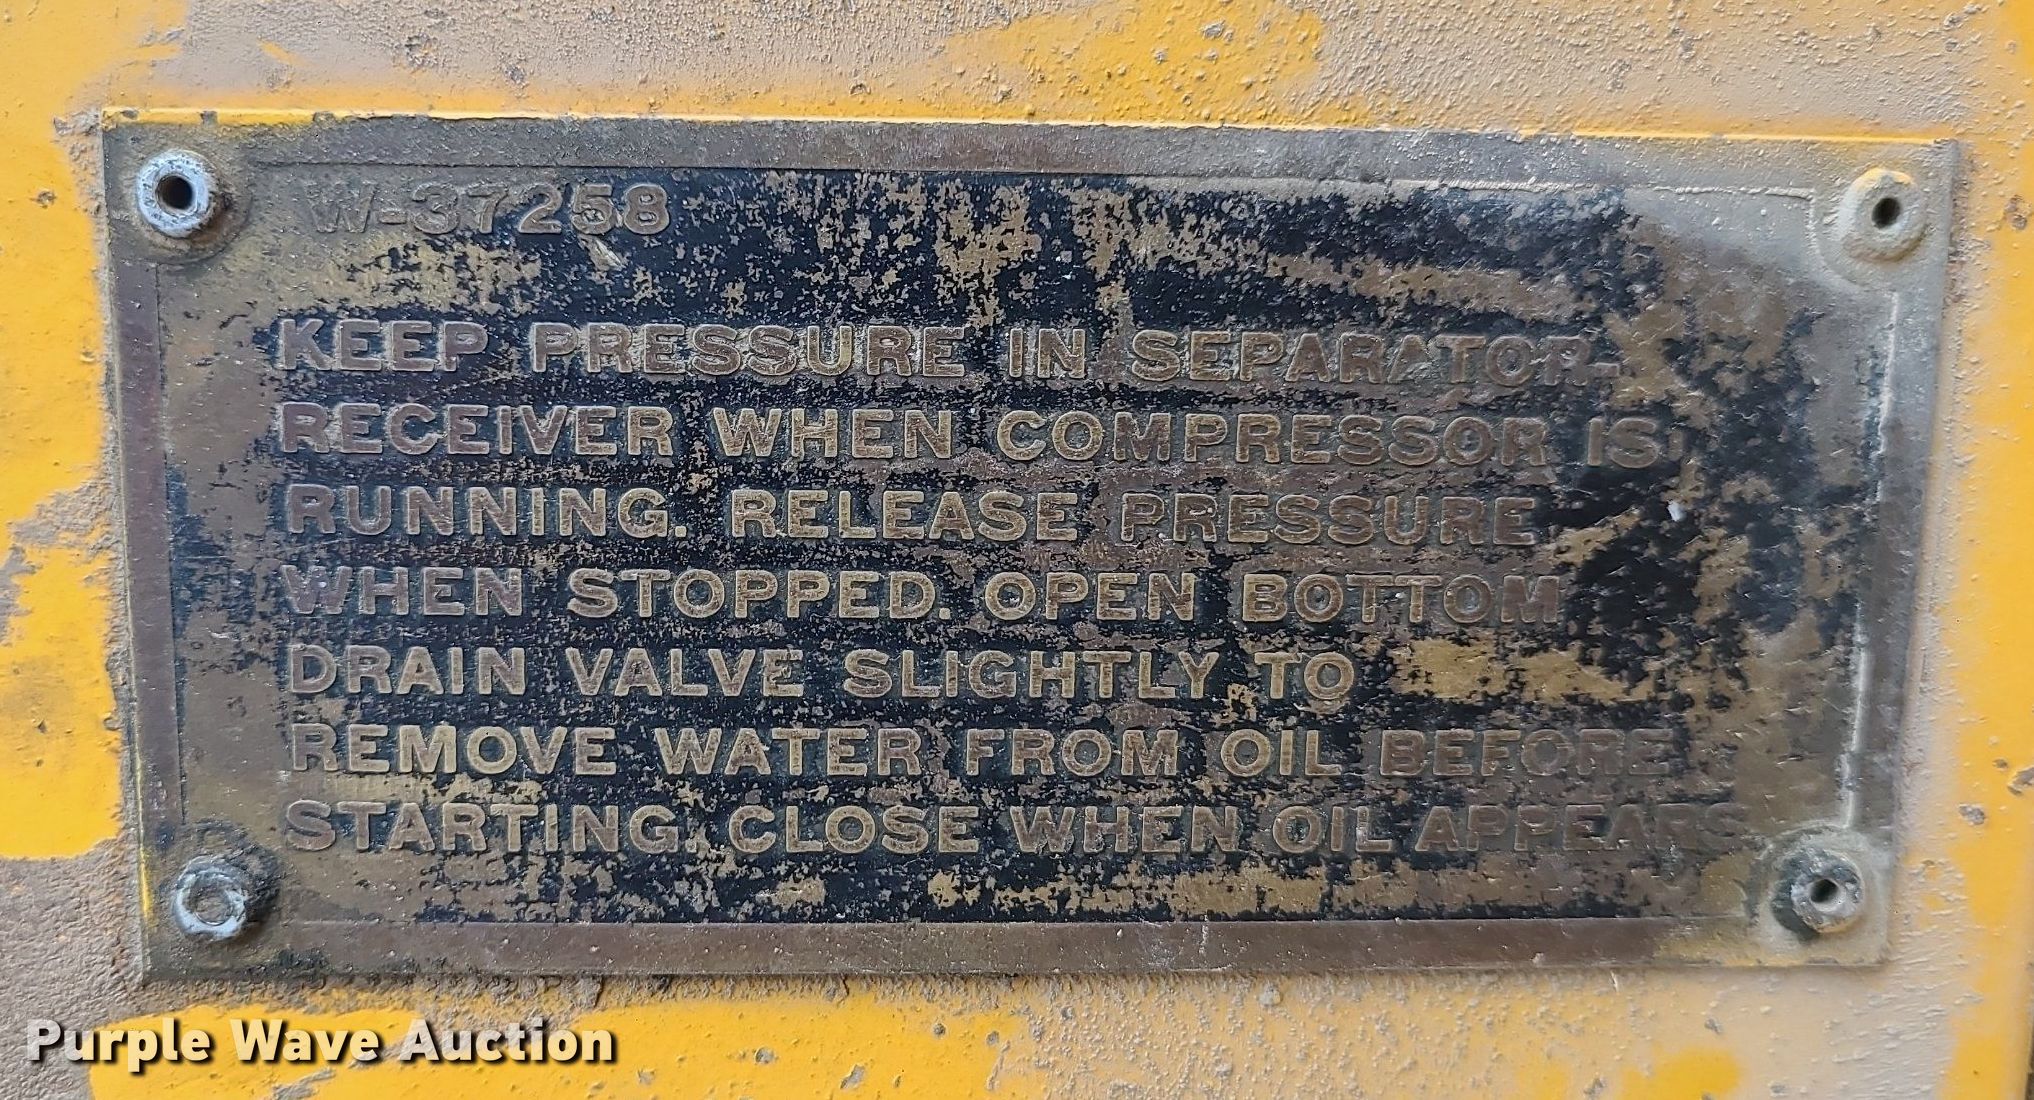 W-37258
KEEP PRESSURE IN SEPARATOR-
RECEIVER WHEN COMPRESSOR IS
RUNNING. RELEASE PRESSURE
WHEN STOPPED. OPEN BOTTOM
DRAIN VALVE SLIGHTLY TO
REMOVE WATER FROM OIL BEFORE
STARTING. CLOSE WHEN OIL APPEARS
Purple Wave Auction